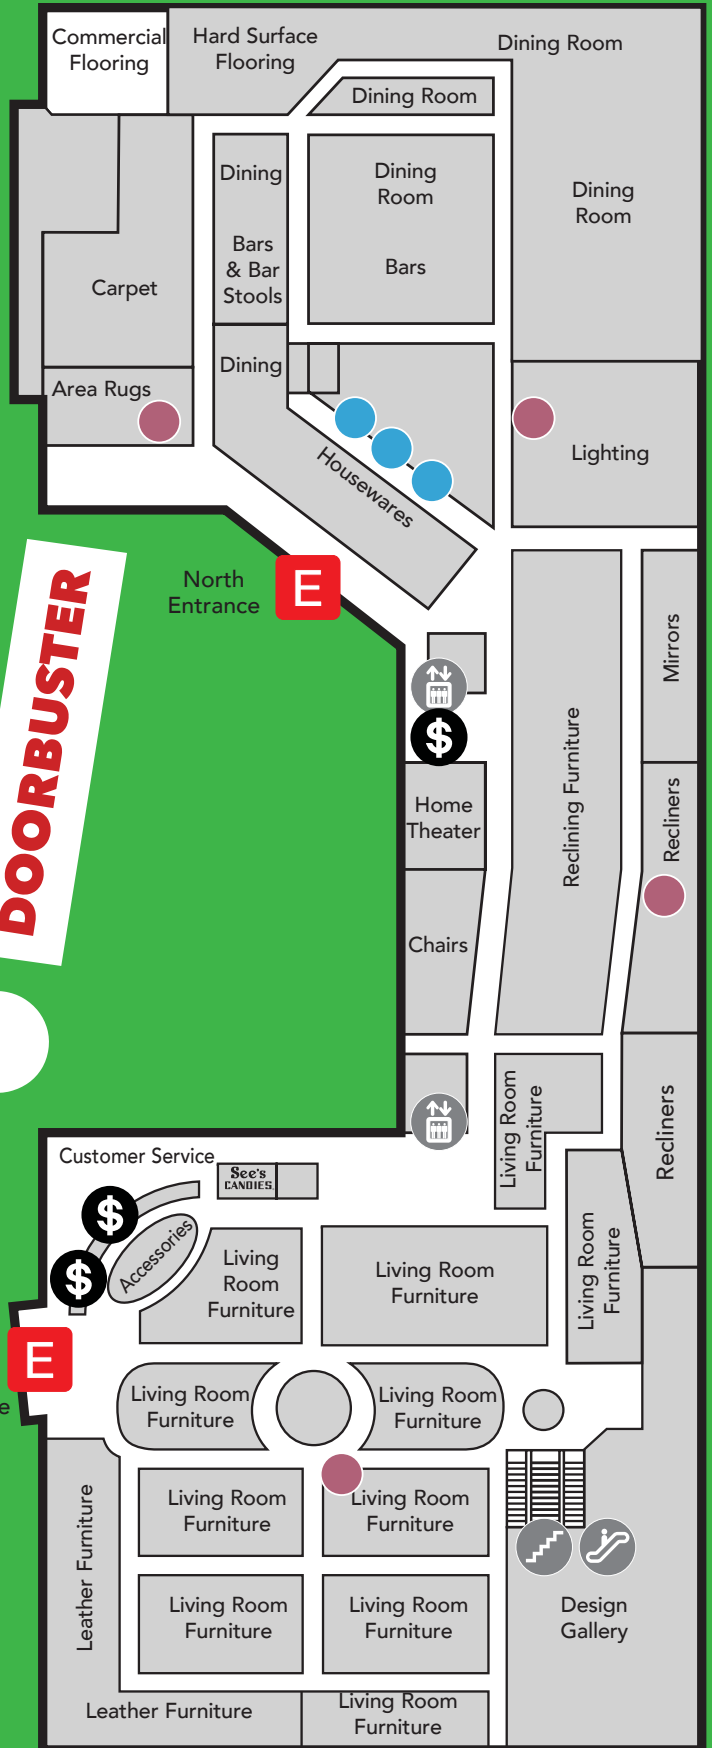 Commercial
Flooring
Hard Surface
Flooring
Dining Room
Dining Room
Dining
Dining
Room
Dining
Room
Bars
& Bar
Stools
Bars
Carpet
Dining
Area Rugs
Lighting
Housewares
North
Entrance
E
DOORBUSTER
Mirrors
$
Reclining Furniture
Home
Theater
Recliners
Chairs
Living Room
Furniture
Recliners
Customer Service
See's
CANDIES
$
Accessories
$
Living
Room
Furniture
Living Room
Furniture
Living Room
Furniture
E
e
Living Room
Furniture
Living Room
Furniture
Leather Furniture
Living Room
Furniture
Living Room
Furniture
Living Room
Furniture
Living Room
Furniture
Design
Gallery
Leather Furniture
Living Room
Furniture